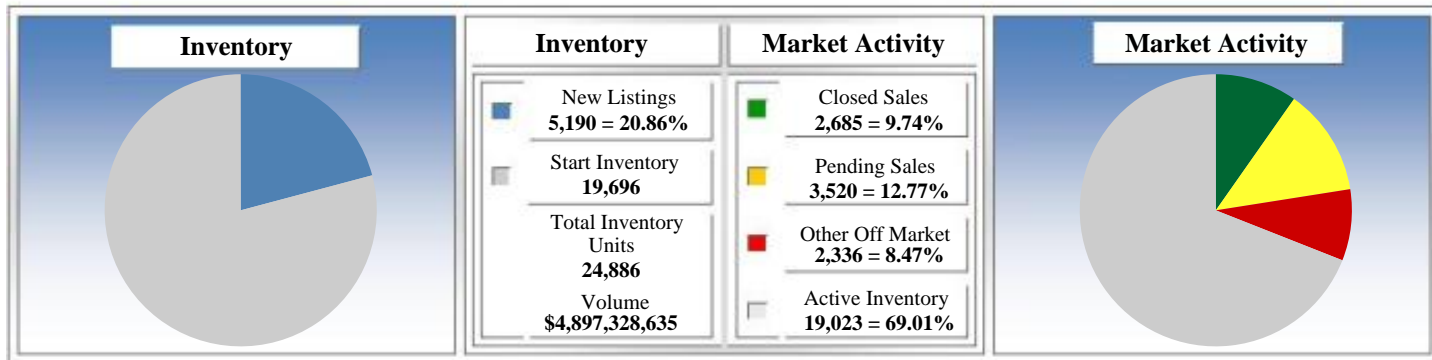 Inventory
Inventory
Market Activity
Market Activity
New Listings
5,190 = 20.86%
Start Inventory
19,696
Total Inventory
Units
24,886
Volume
$4,897,328,635
Closed Sales
2,685 = 9.74%
Pending Sales
3,520 = 12.77%
Other Off Market
2,336 = 8.47%
Active Inventory
19,023 = 69.01%